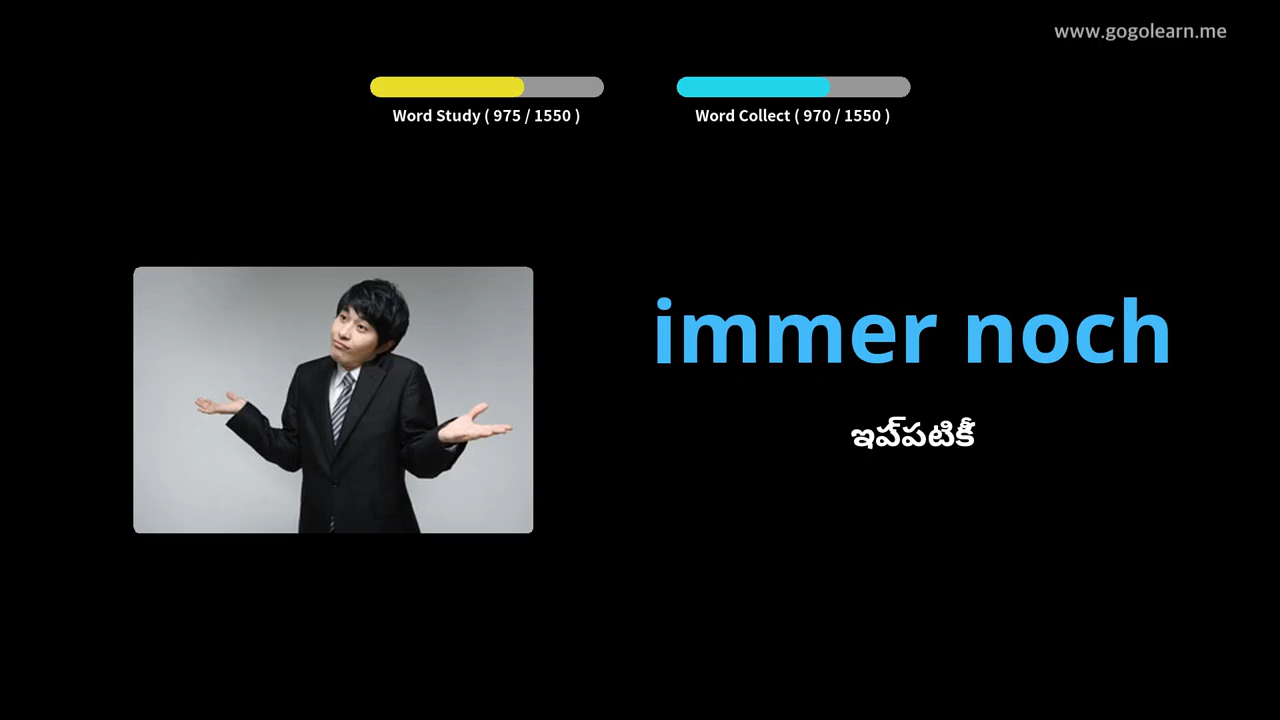 www.gogolearn.me
Word Study ( 975 / 1550 )
Word Collect ( 970 / 1550 )
immer noch
ఇప్పటికీ